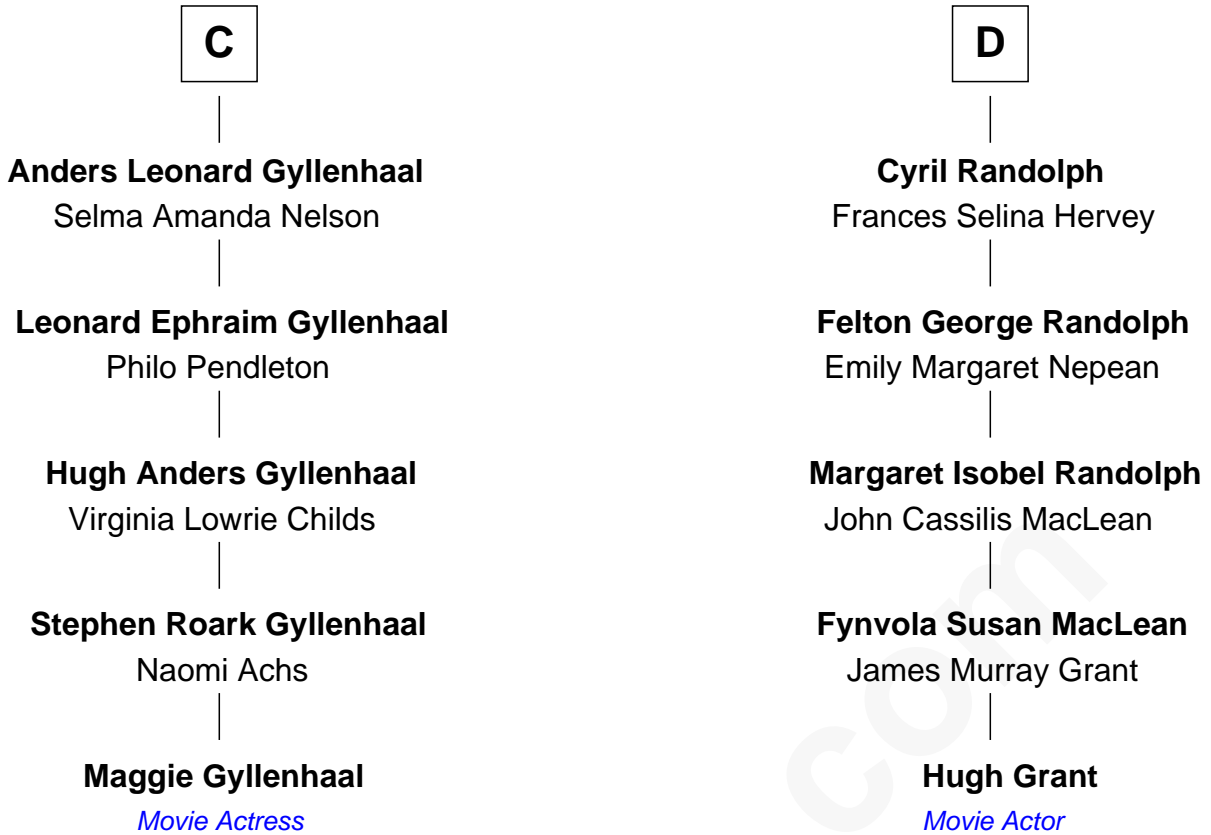 C
Anders Leonard Gyllenhaal
Selma Amanda Nelson
Leonard Ephraim Gyllenhaal
Philo Pendleton
Hugh Anders Gyllenhaal
Virginia Lowrie Childs
Stephen Roark Gyllenhaal
Naomi Achs
Maggie Gyllenhaal
Movie Actress
D
Cyril Randolph
Frances Selina Hervey
Felton George Randolph
Emily Margaret Nepean
Margaret Isobel Randolph
John Cassilis MacLean
Fynvola Susan MacLean
James Murray Grant
Hugh Grant
Movie Actor
com